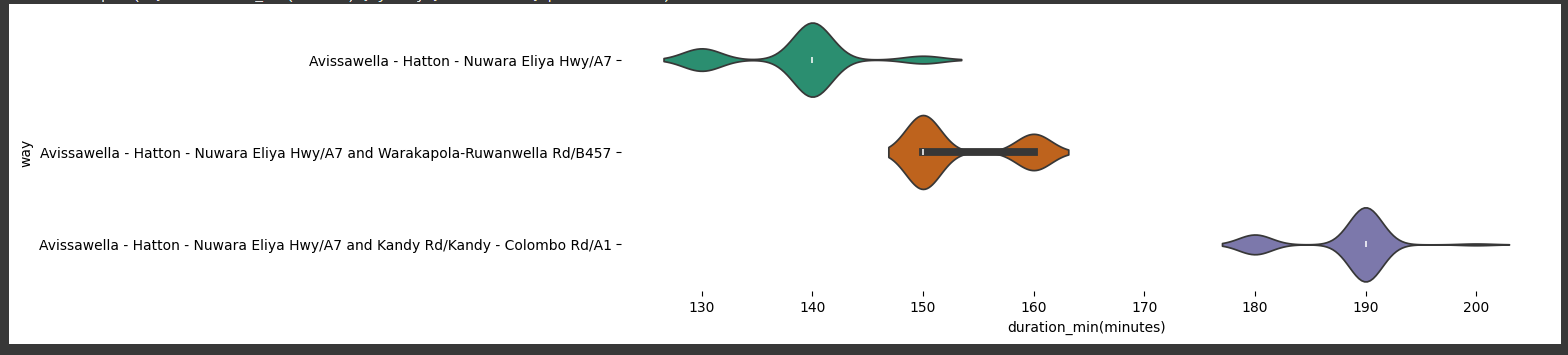 Avissawella - Hatton - Nuwara Eliya Hwy/A7
way
Avissawella - Hatton - Nuwara Eliya Hwy/A7 and Warakapola-Ruwanwella Rd/B457
Avissawella - Hatton - Nuwara Eliya Hwy/A7 and Kandy Rd/Kandy - Colombo Rd/A1
130 140 150 160 170 180 190 200
duration_min(minutes)